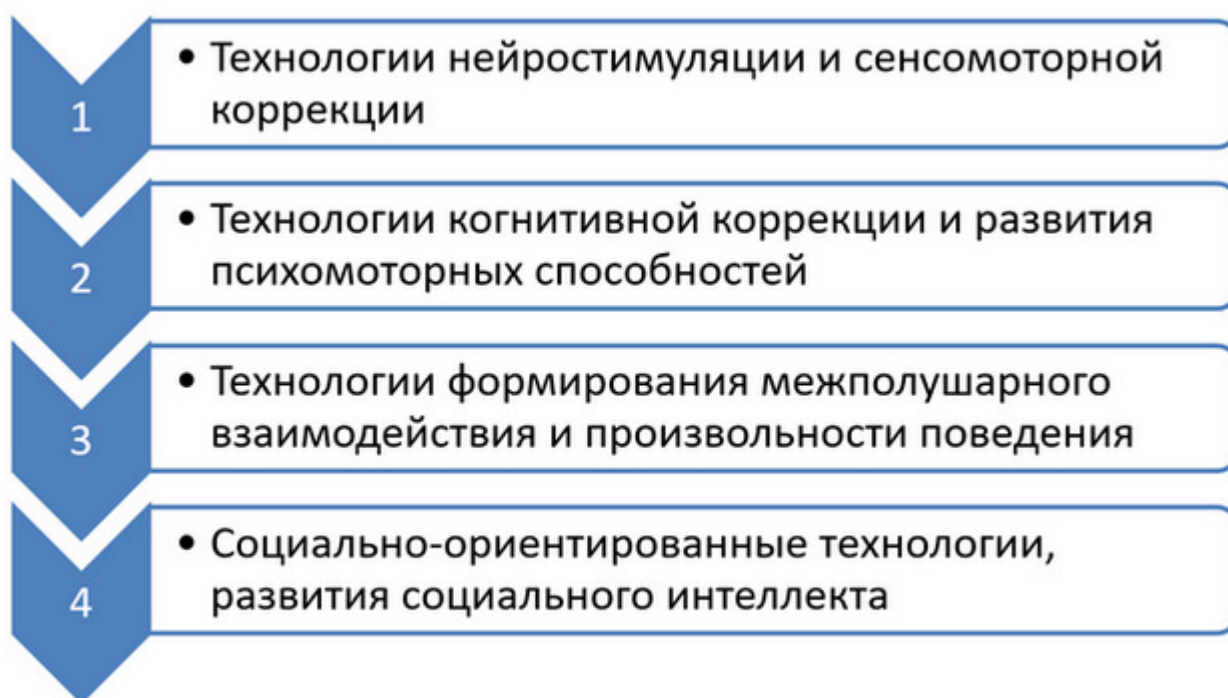 1
• Технологии нейростимуляции и сенсомоторной
коррекции
2
• Технологии когнитивной коррекции и развития
психомоторных способностей
3
• Технологии формирования межполушарного
взаимодействия и произвольности поведения
4
• Социально-ориентированные технологии,
развития социального интеллекта